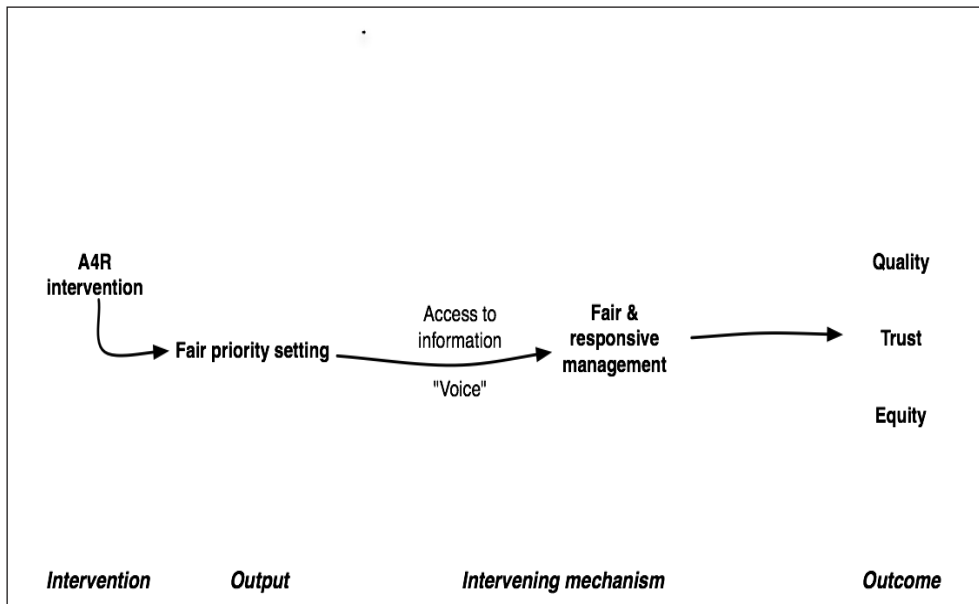 A4R
intervention
Fair priority setting
Access to
information
"Voice"
Fair &
responsive
management
Quality
Trust
Equity
Intervention
Output
Intervening mechanism
Outcome